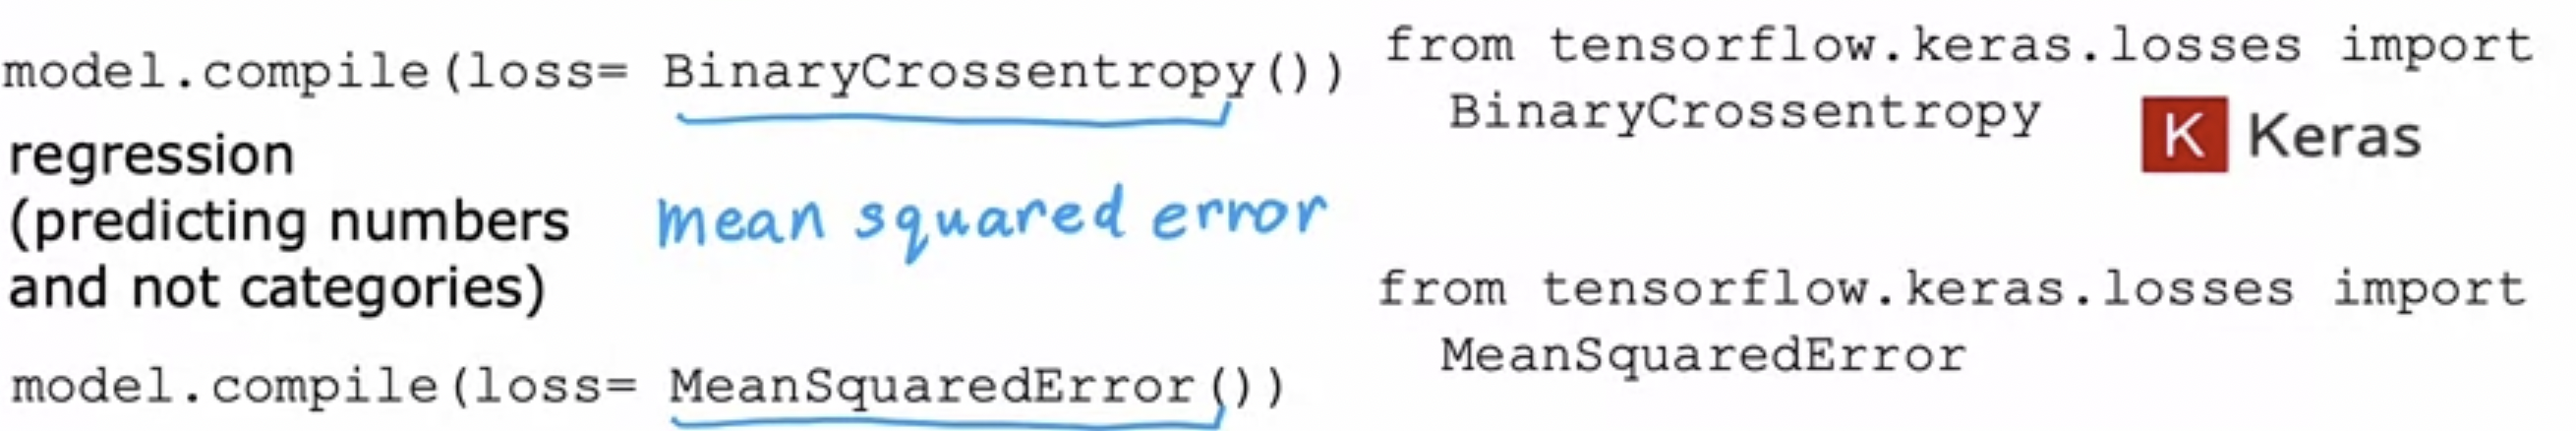 model.compile(loss= BinaryCrossentropy())
from tensorflow.keras.losses import
BinaryCrossentropy
K Keras
regression
(predicting numbers
and not categories)
mean squared error
model.compile(loss= MeanSquaredError())
from tensorflow.keras.losses import
MeanSquaredError